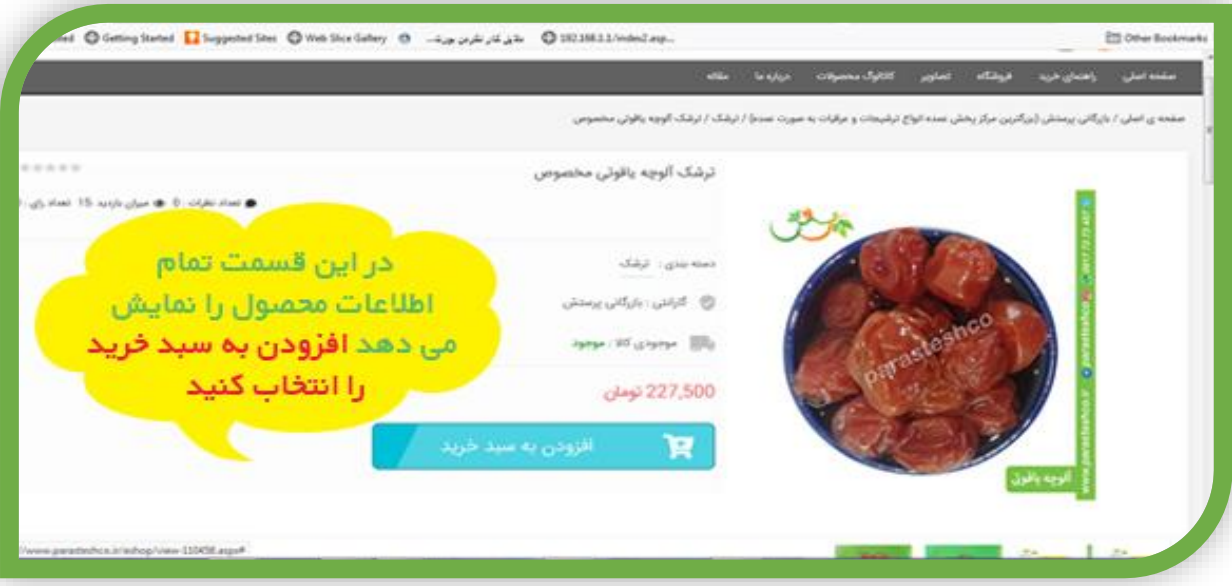 Getting Started Suggested Sites Web Slice Gallery 192.168.1.1/index2.asp... Other Bookmarks
صفحه اصلی راهنمای خرید فروشگاه تصاویر کاتالوگ محصولات درباره ما مقاله
صفحه ی اصلی / بازرگانی پرستش (بزرگترین مرکز پخش عمده انواع ترشیجات و عرقیات به صورت عمده) / ترشک / ترشک آلوچه یاقوتی مخصوص
ترشک آلوچه یاقوتی مخصوص
تعداد نظرات : 0 میزان بازدید :15 تعداد رای :
دسته بندی : ترشک
گارانتی : بازرگانی پرستش
موجودی کالا : موجود
227,500 تومان
افزودن به سبد خرید
در این قسمت تمام
اطلاعات محصول را نمایش
می دهد افزودن به سبد خرید
را انتخاب کنید
parasteshco
www.parasteshco.ir parasteshco
آلوچه یاقوتی
/www.parasteshco.ir/eshop/view-110458.aspx#